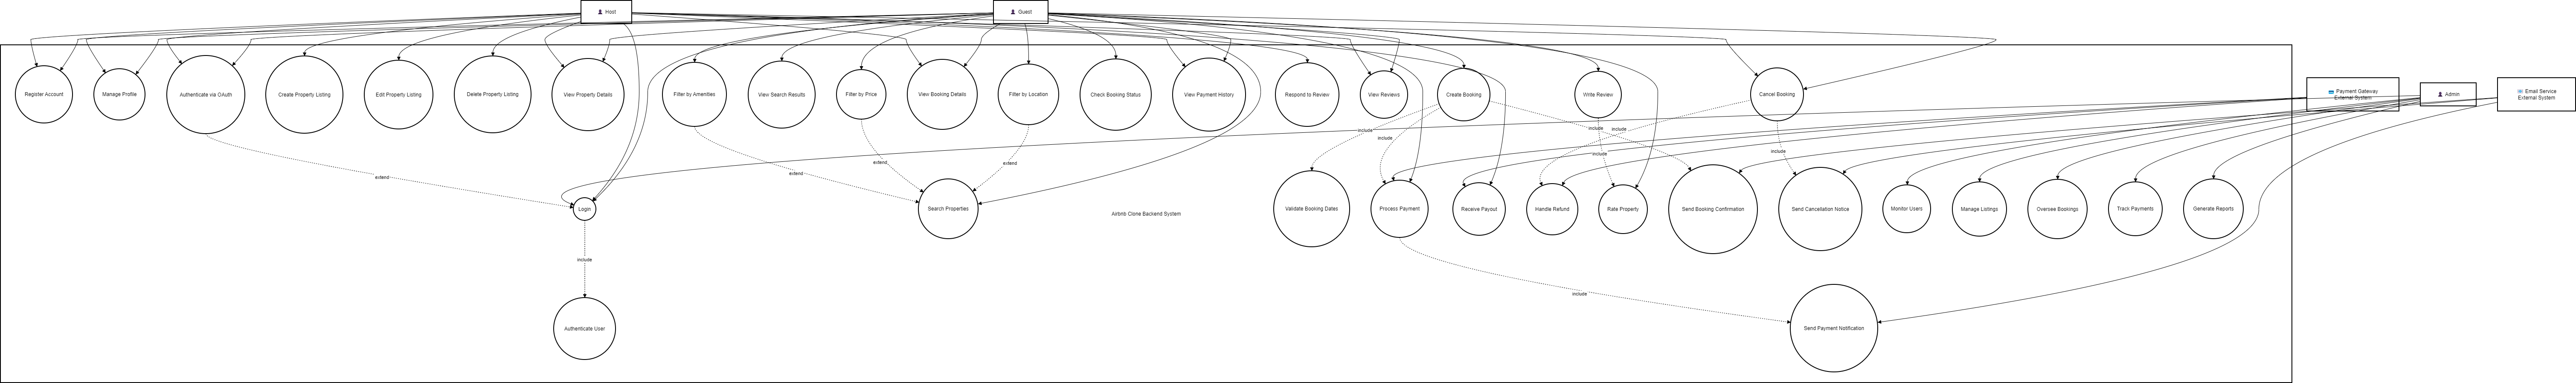 Host
Guest
Payment Gateway
External System
Admin
Email Service
External System
Register Account
Manage Profile
Authenticate via OAuth
Create Property Listing
Edit Property Listing
Delete Property Listing
View Property Details
Filter by Amenities
View Search Results
Filter by Price
View Booking Details
Filter by Location
Check Booking Status
View Payment History
Respond to Review
View Reviews
Create Booking
Write Review
Cancel Booking
include
include
include
include
include
include
extend
extend
extend
extend
Login
Search Properties
Airbnb Clone Backend System
Validate Booking Dates
Process Payment
Receive Payout
Handle Refund
Rate Property
Send Booking Confirmation
Send Cancellation Notice
Monitor Users
Manage Listings
Oversee Bookings
Track Payments
Generate Reports
include
include
Authenticate User
Send Payment Notification